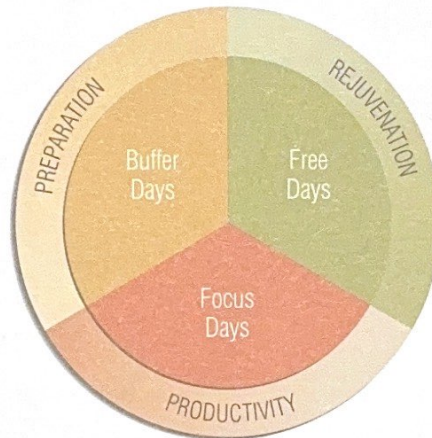 PREPARATION
Buffer
Days
REJUVENATION
Free
Days
Focus
Days
PRODUCTIVITY